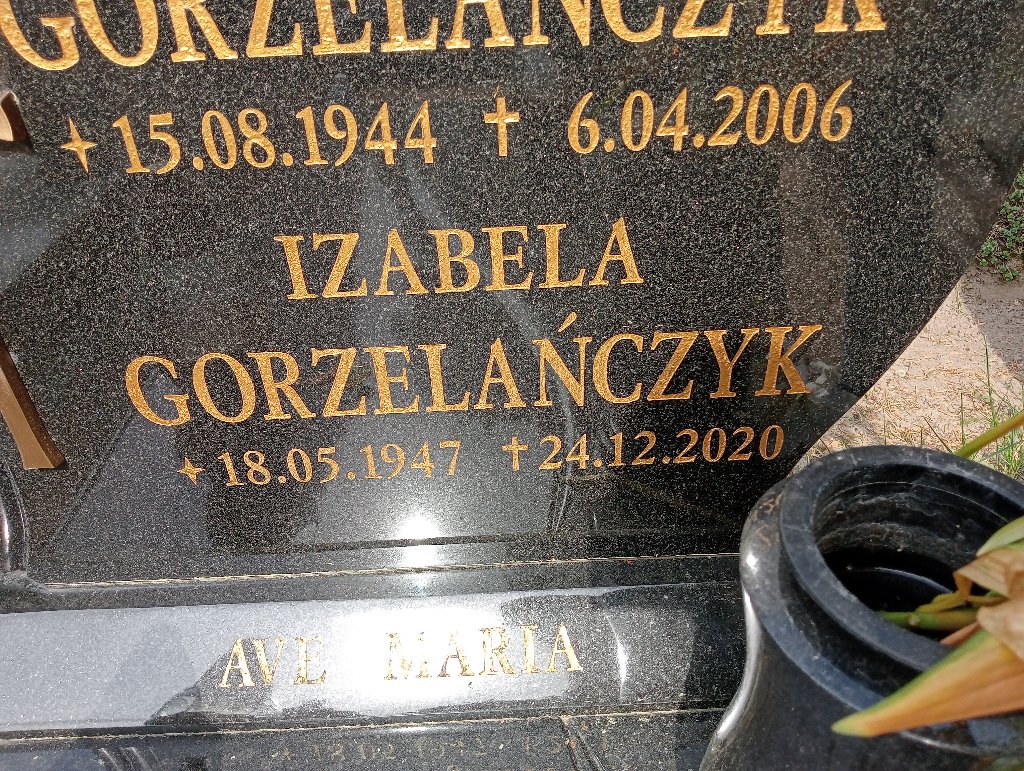 GORZELAŃCZYK
15.08.1944 ✝ 6.04.2006
IZABELA
GORZELAŃCZYK
18.05.1947 ✝ 24.12.2020
AVE MARIA